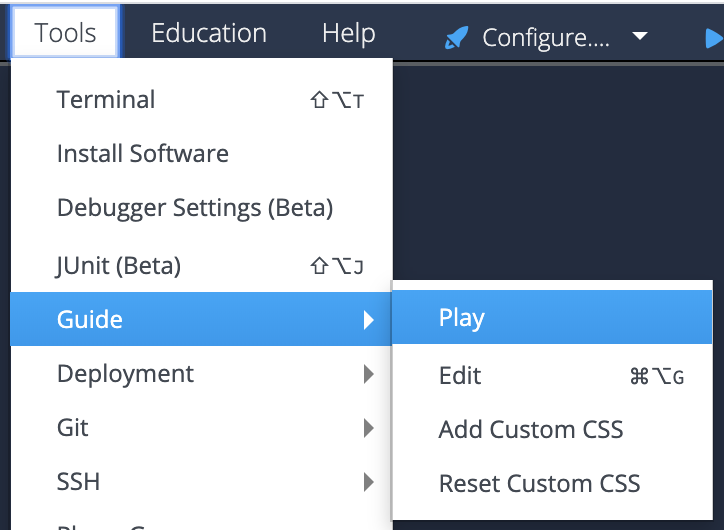 Tools Education Help Configure....
Terminal ⇧⌥T
Install Software
Debugger Settings (Beta)
JUnit (Beta) ⇧⌥J
Guide
Play
Edit ⌘⌥G
Add Custom CSS
Reset Custom CSS
Deployment
Git
SSH